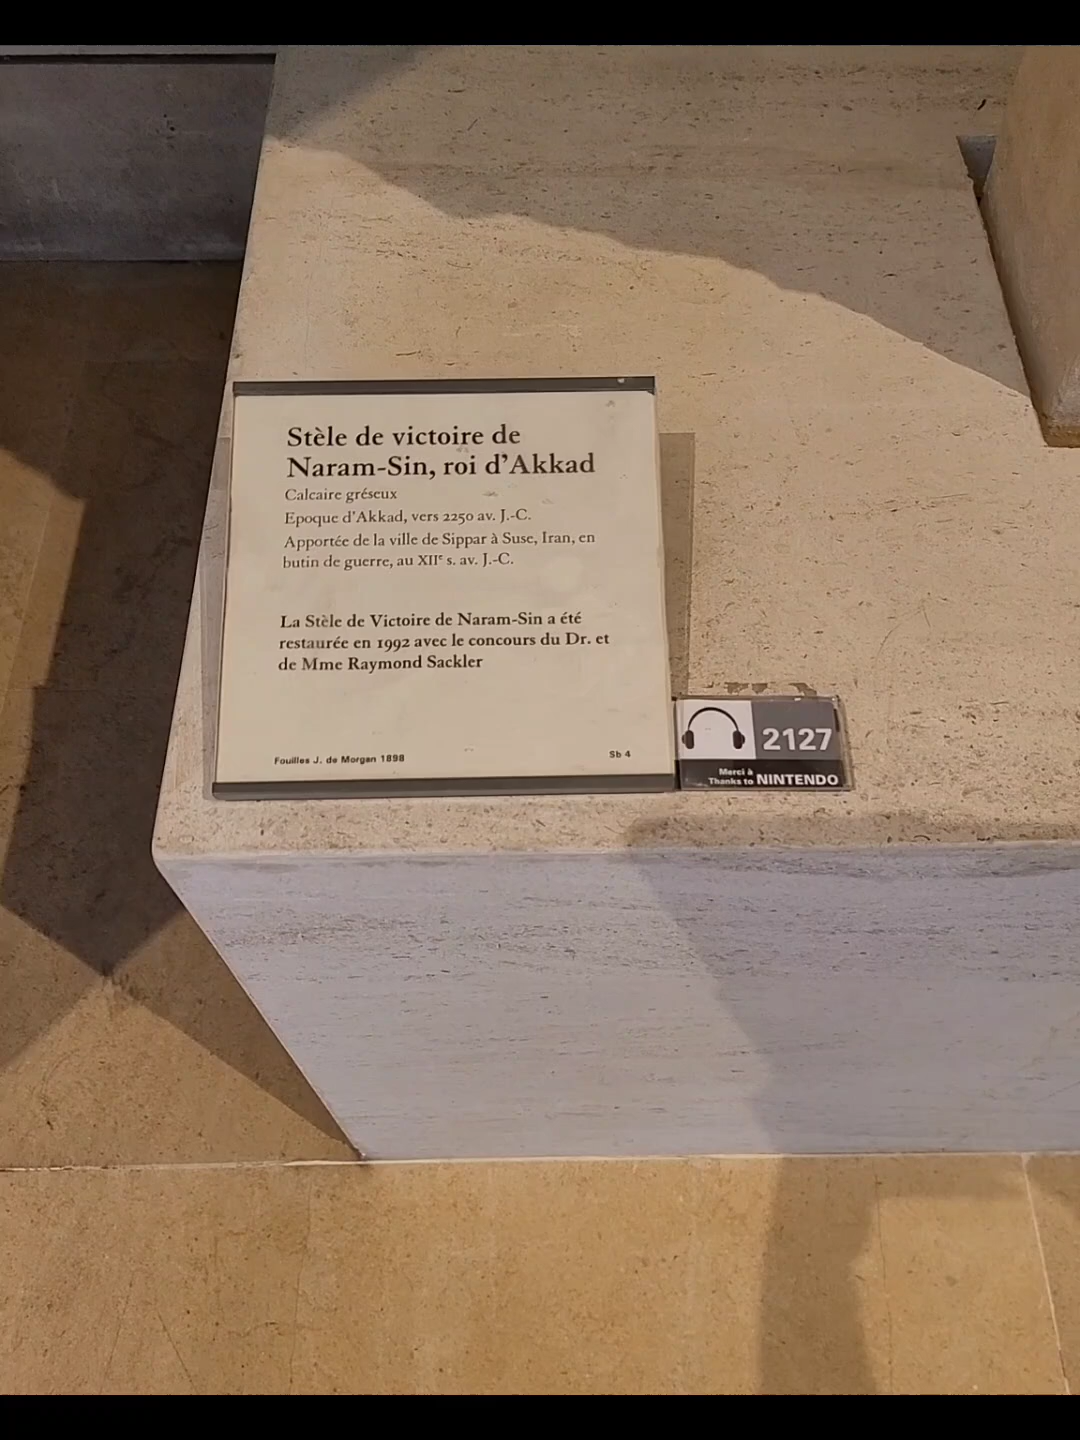 Stèle de victoire de
Naram-Sin, roi d'Akkad
Calcaire gréseux
Epoque d'Akkad, vers 2250 av. J.-C.
Apportée de la ville de Sippar à Suse, Iran, en
butin de guerre, au XIIᵉ s. av. J.-C.
La Stèle de Victoire de Naram-Sin a été
restaurée en 1992 avec le concours du Dr. et
de Mme Raymond Sackler
Fouilles J. de Morgan 1898
Sb 4
2127
Merci à
Thanks to NINTENDO